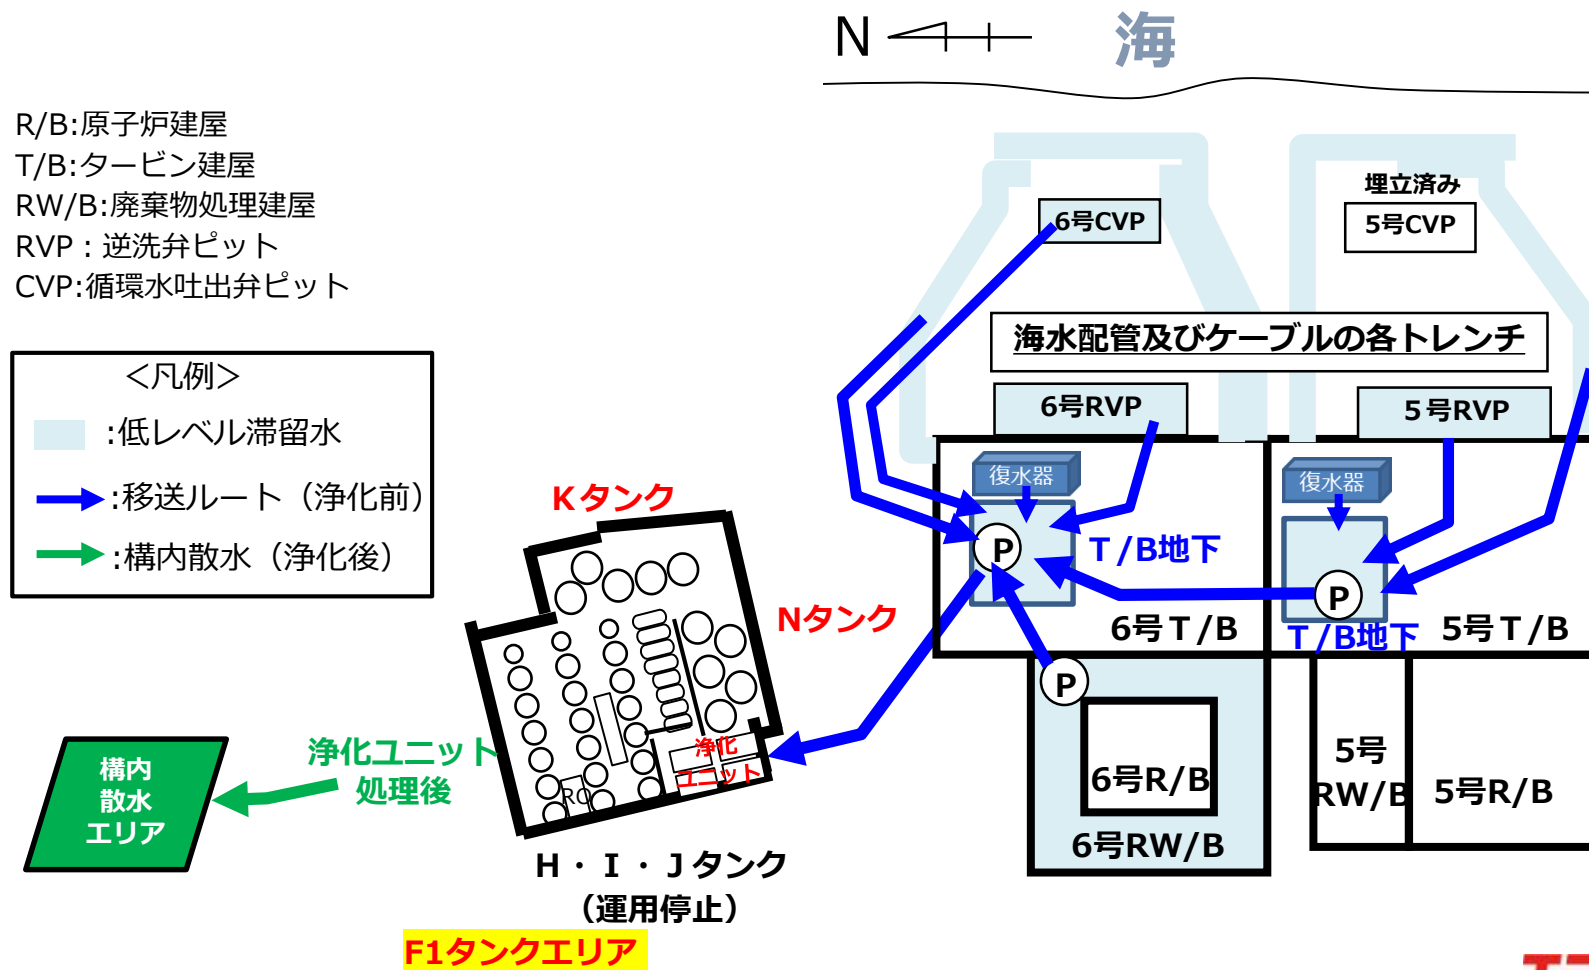 N
海
R/B:原子炉建屋
T/B:タービン建屋
RW/B:廃棄物処理建屋
RVP：逆洗弁ピット
CVP:循環水吐出弁ピット
＜凡例＞
:低レベル滞留水
:移送ルート（浄化前）
:構内散水（浄化後）
埋立済み
6号CVP
5号CVP
海水配管及びケーブルの各トレンチ
6号RVP
５号RVP
復水器
復水器
P
Ｔ/B地下
P
6号Ｔ/B
Ｔ/B地下
5号Ｔ/B
P
6号R/B
6号RW/B
5号
RW/B
5号R/B
Kタンク
Nタンク
浄化
ユニット
RO
浄化ユニット
処理後
構内
散水
エリア
H・I・Jタンク
（運用停止）
F1タンクエリア